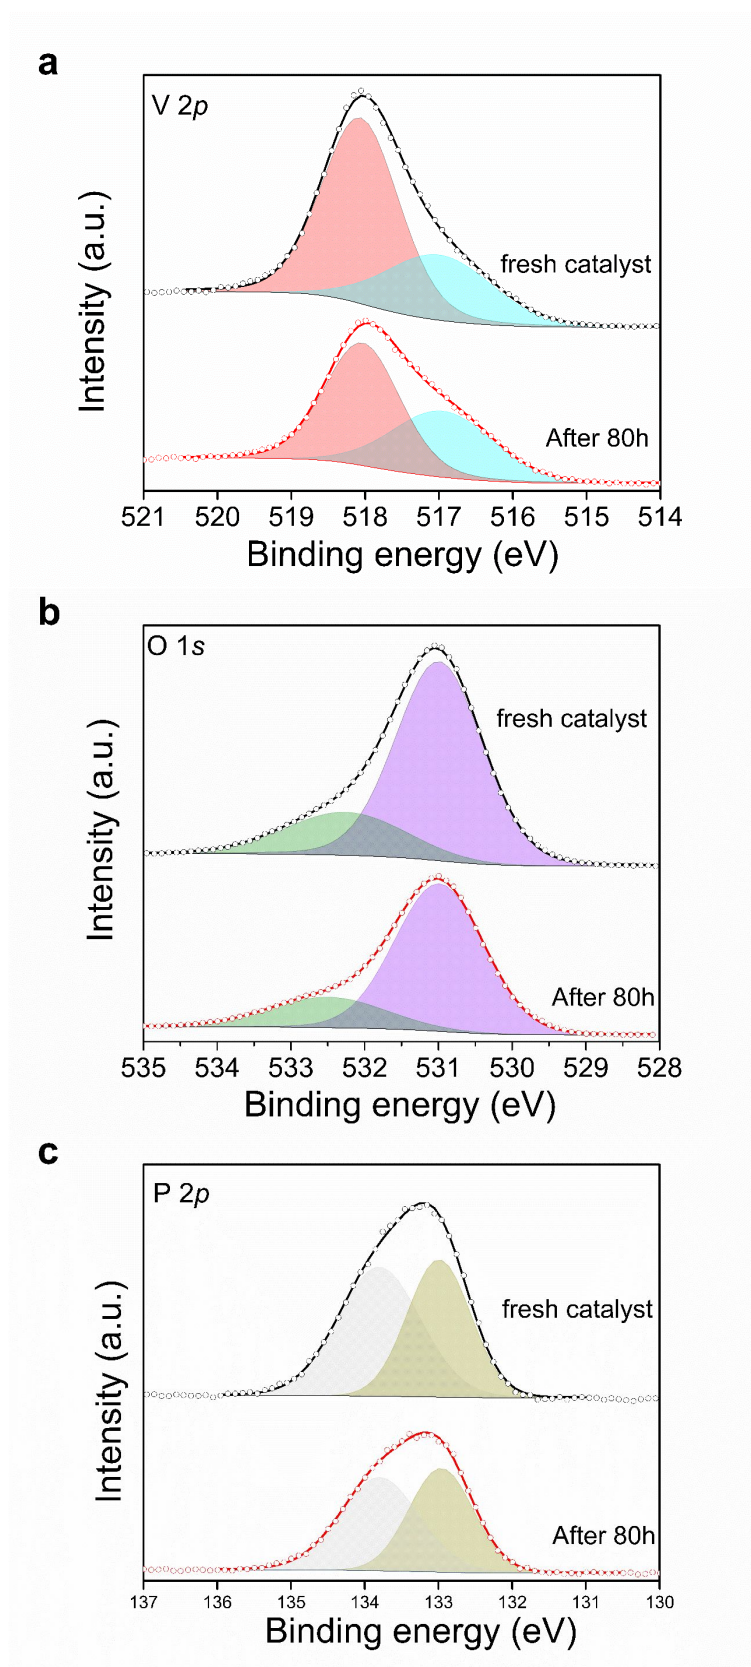 a
V 2p
fresh catalyst
After 80h
Intensity (a.u.)
521 520 519 518 517 516 515 514
Binding energy (eV)
b
O 1s
fresh catalyst
After 80h
Intensity (a.u.)
535 534 533 532 531 530 529 528
Binding energy (eV)
c
P 2p
fresh catalyst
After 80h
Intensity (a.u.)
137 136 135 134 133 132 131 130
Binding energy (eV)